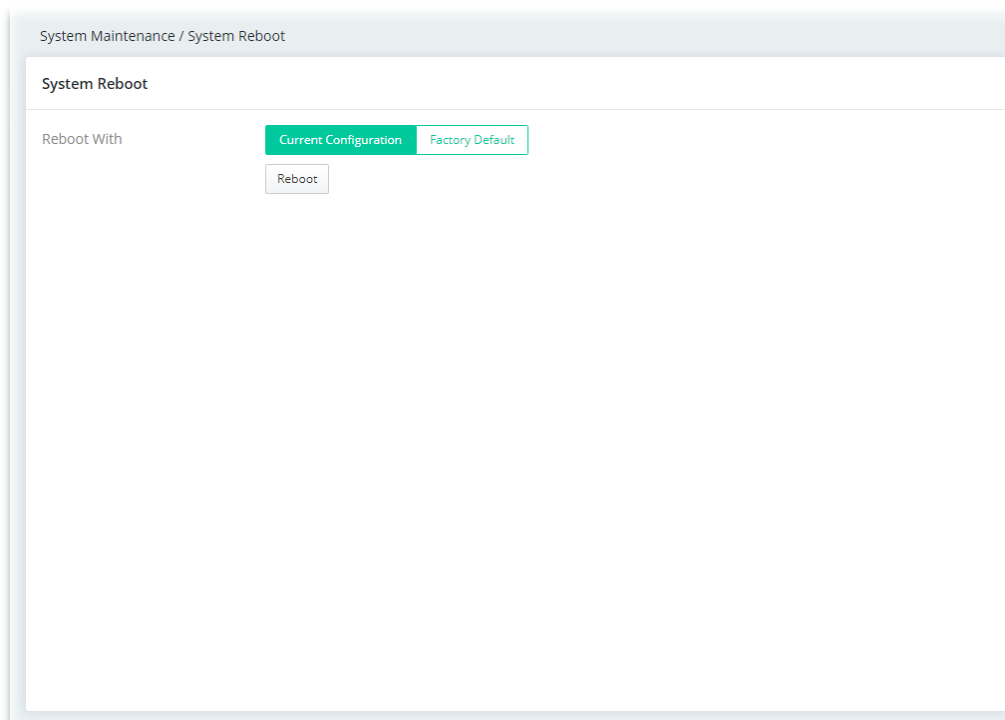 System Maintenance / System Reboot
System Reboot
Reboot With
Current Configuration Factory Default
Reboot